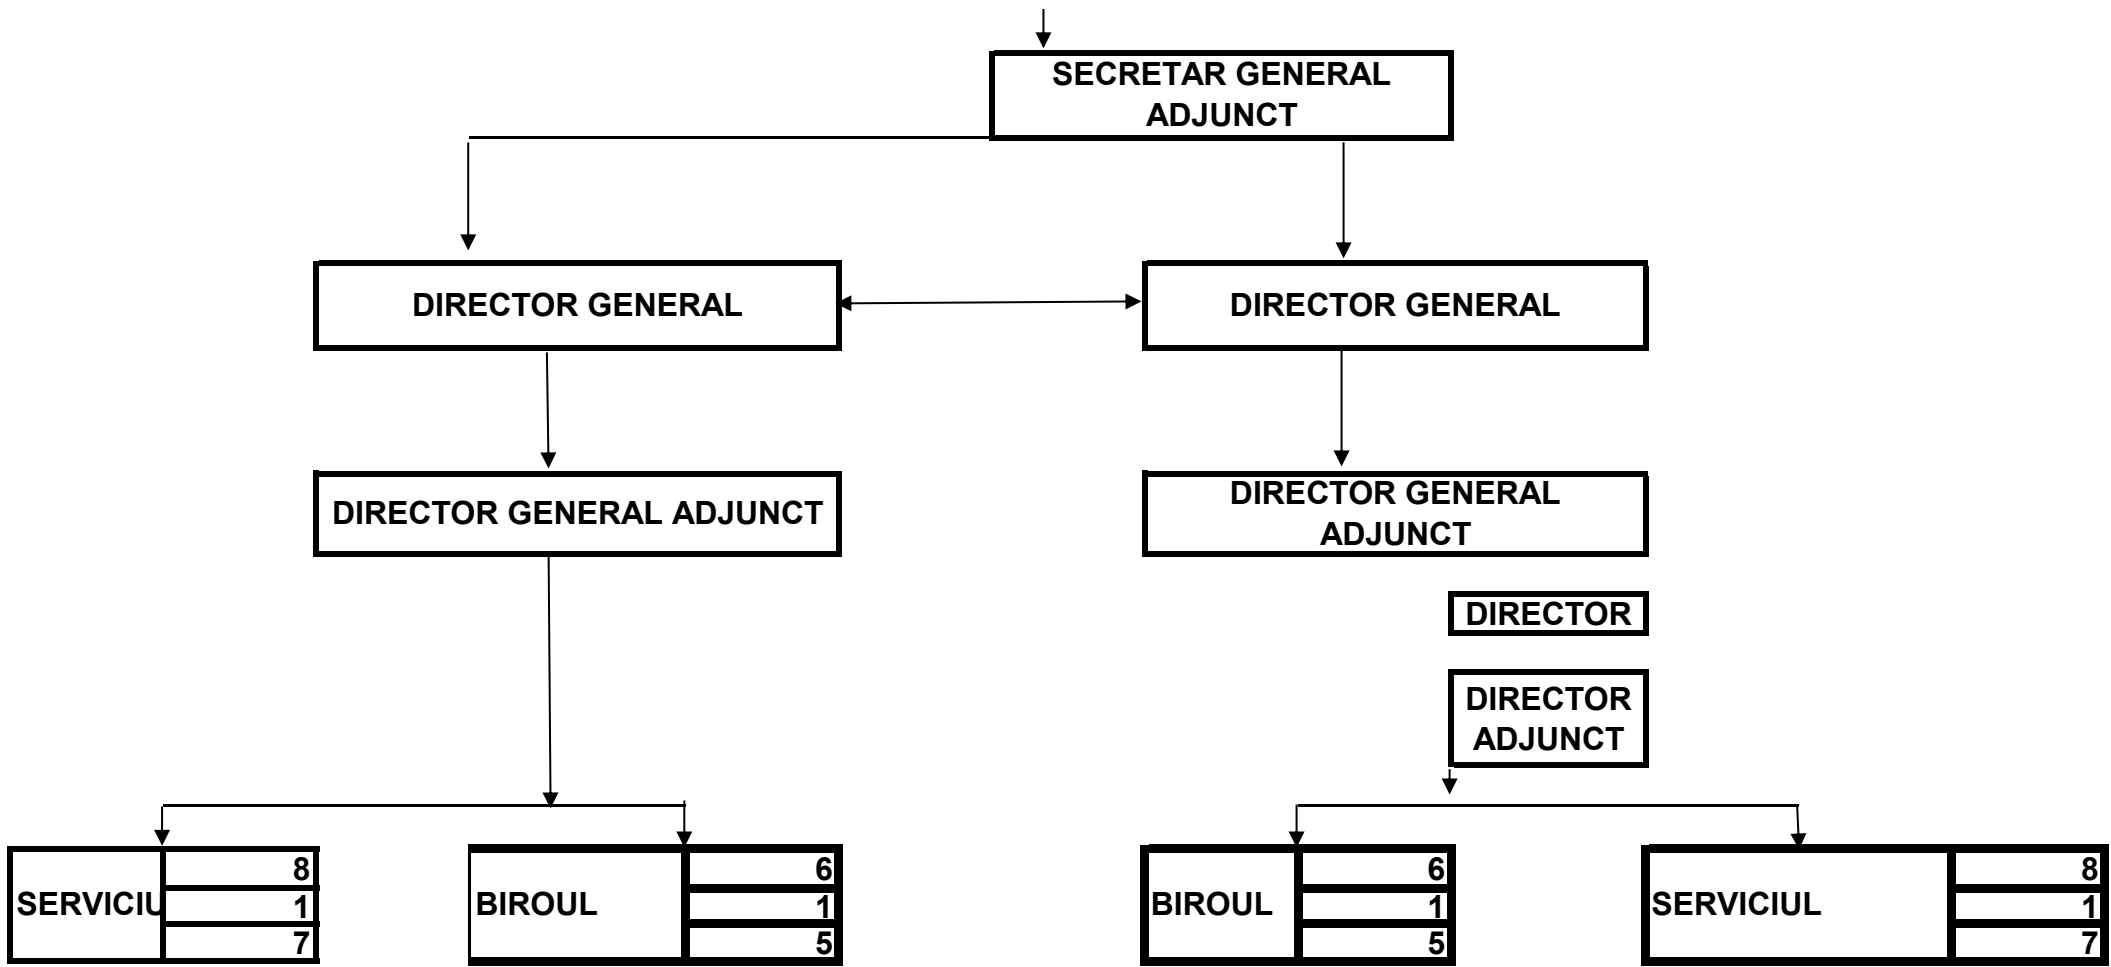 SECRETAR GENERAL
ADJUNCT
DIRECTOR GENERAL
DIRECTOR GENERAL
DIRECTOR GENERAL ADJUNCT
DIRECTOR GENERAL
ADJUNCT
DIRECTOR
DIRECTOR
ADJUNCT
SERVICIU
8
1
7
BIROUL
6
1
5
BIROUL
6
1
5
SERVICIUL
8
1
7